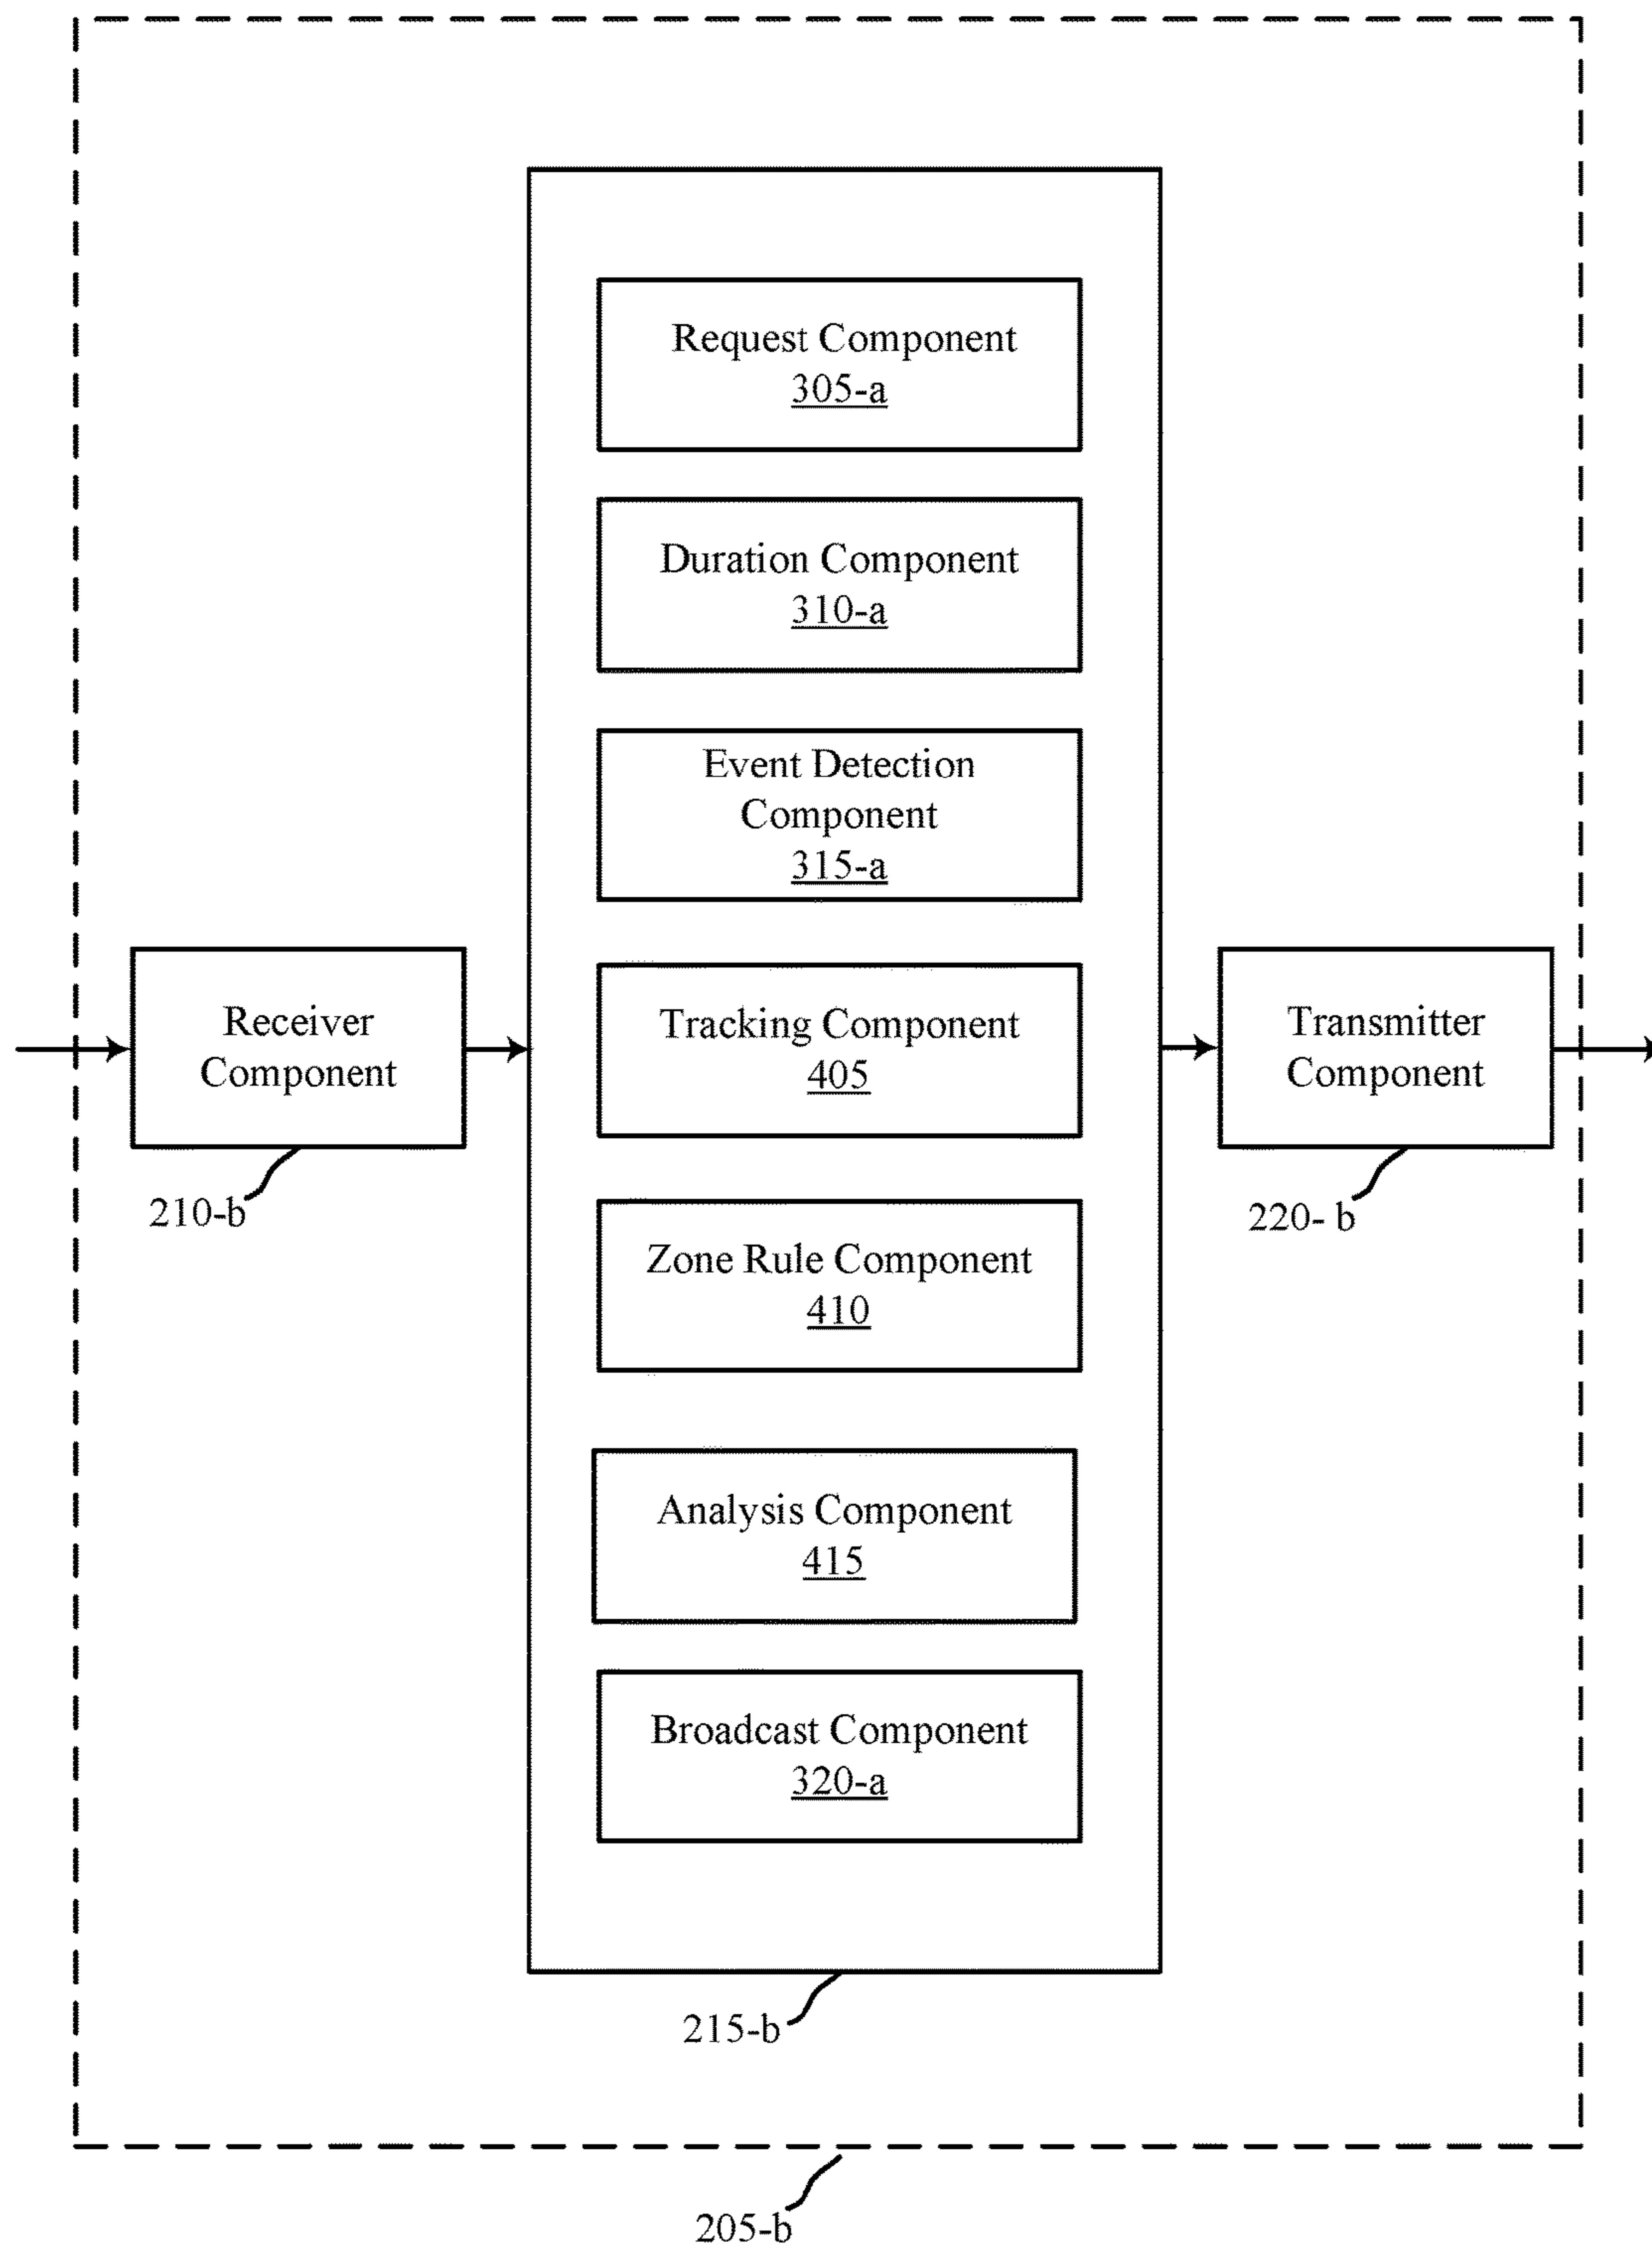 Request Component
305-a
Duration Component
310-a
Event Detection
Component
315-a
Receiver
Component
210-b
Tracking Component
405
Transmitter
Component
220- b
Zone Rule Component
410
Analysis Component
415
Broadcast Component
320-a
215-b
205-b